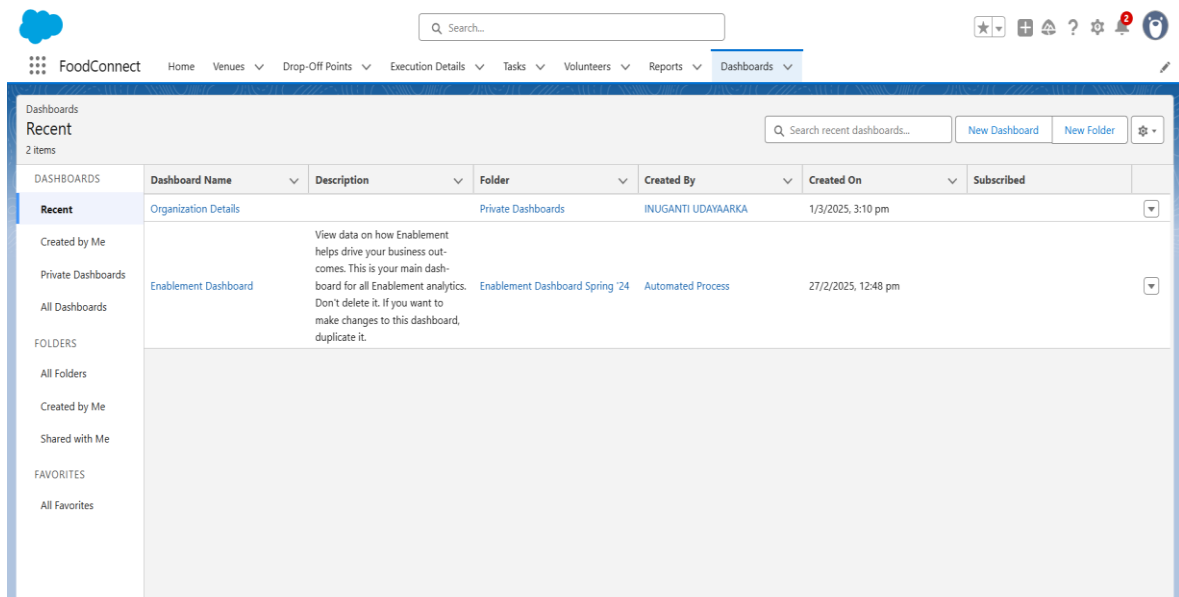 Search...
2
FoodConnect Home Venues Drop-Off Points Execution Details Tasks Volunteers Reports Dashboards
Dashboards
Recent
2 items
Search recent dashboards...
New Dashboard
New Folder
DASHBOARDS
Recent
Created by Me
Private Dashboards
All Dashboards
FOLDERS
All Folders
Created by Me
Shared with Me
FAVORITES
All Favorites
Dashboard Name Description Folder Created By Created On Subscribed
Organization Details Private Dashboards INUGANTI UDAYAARKA 1/3/2025, 3:10 pm
View data on how Enablement
helps drive your business out-
comes. This is your main dash-
Enablement Dashboard board for all Enablement analytics. Enablement Dashboard Spring '24 Automated Process 27/2/2025, 12:48 pm
Don't delete it. If you want to
make changes to this dashboard,
duplicate it.